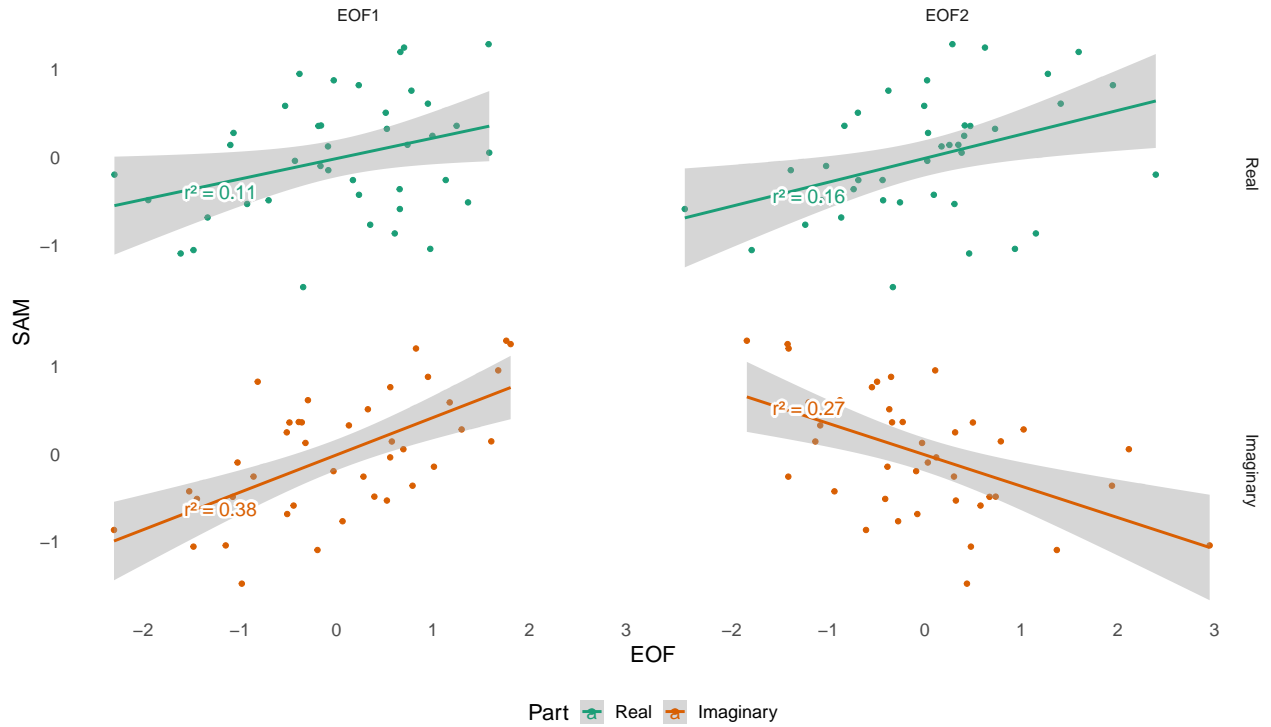 EOF1 EOF2
1
0
−1
r² = 0.11
r² = 0.16
Real
SAM
1
0
−1
r² = 0.38
r² = 0.27
Imaginary
−2 −1 0 1 2 3 −2 −1 0 1 2 3
EOF
Part a Real a Imaginary